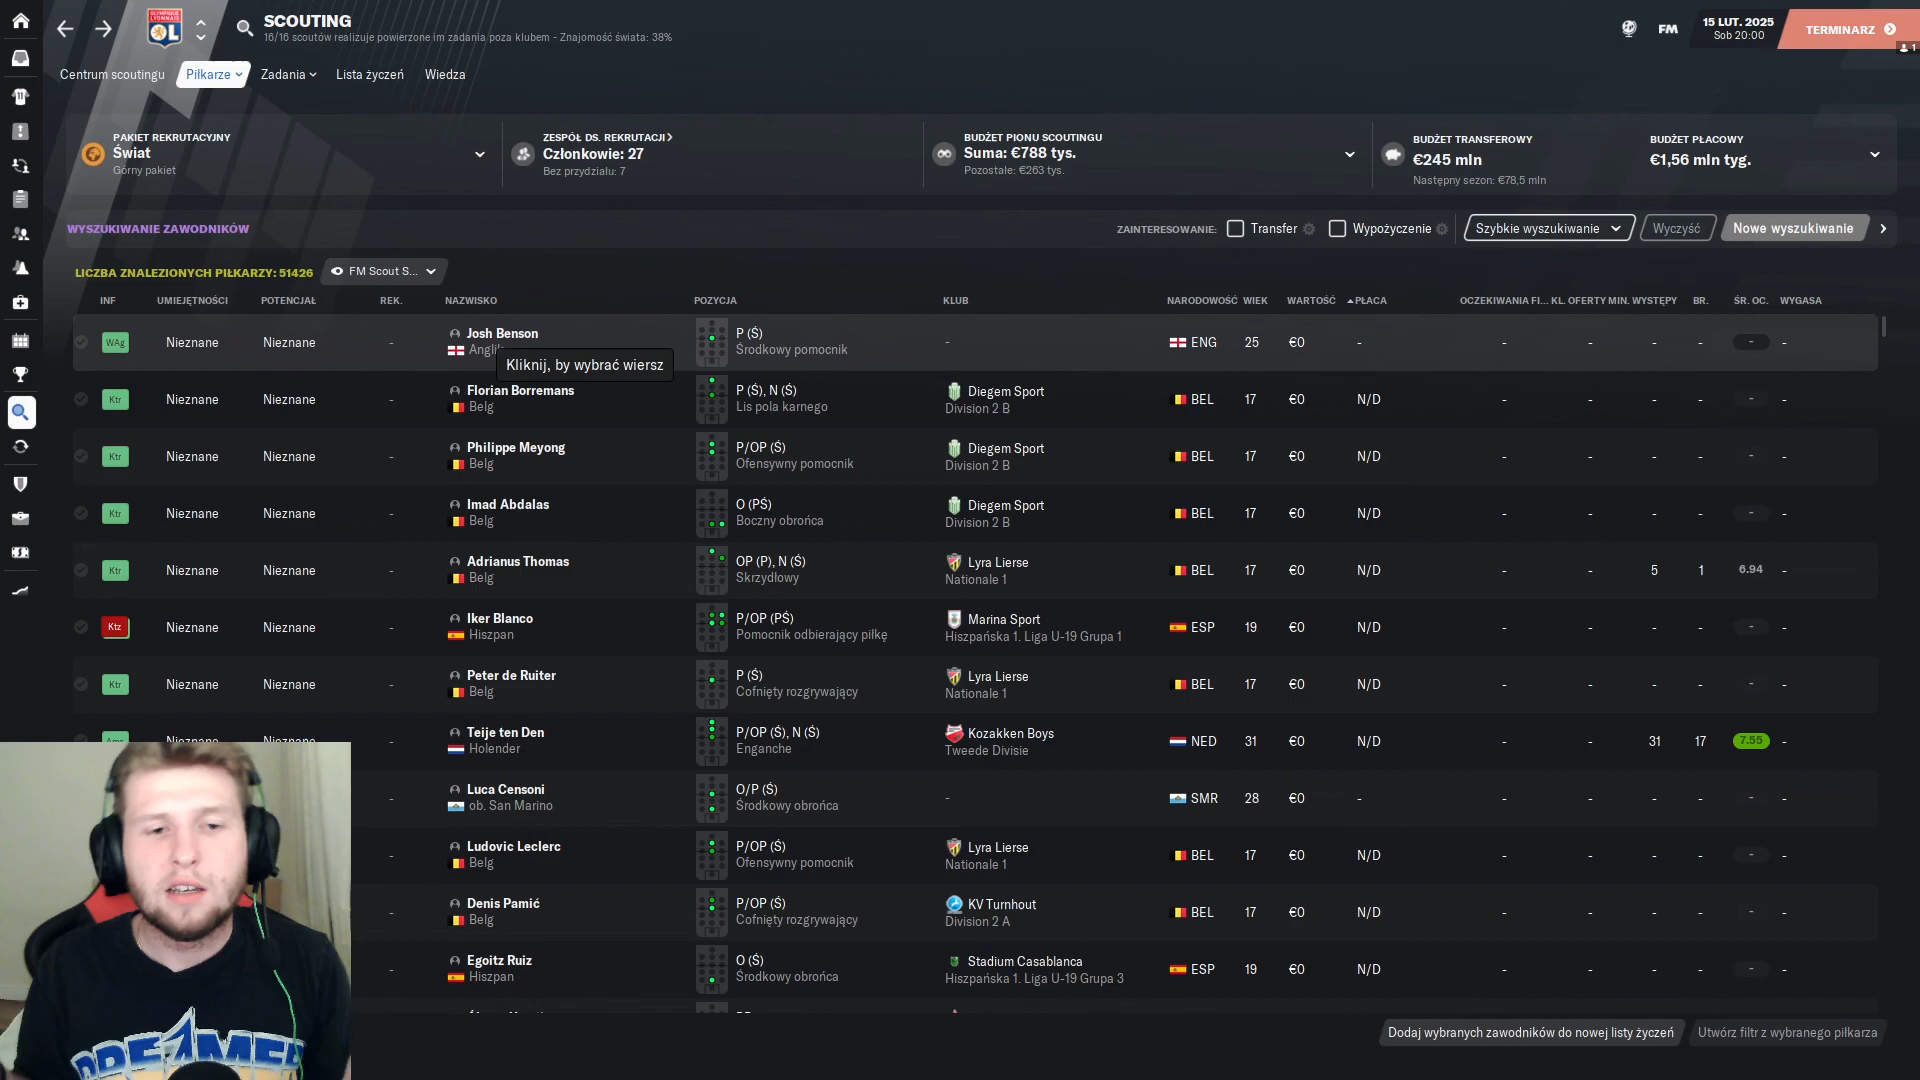 SCOUTING
16/16 scoutów realizuje powierzone im zadania poza klubem - Znajomość świata: 38%
FM
15 LUT. 2025
Sob 20:00
TERMINARZ
1
Centrum scoutingu
Piłkarze
Zadania
Lista życzeń
Wiedza
PAKIET REKRUTACYJNY
Świat
Górny pakiet
ZESPÓŁ DS. REKRUTACJI
Członkowie: 27
Bez przydziału: 7
BUDŻET PIONU SCOUTINGU
Suma: €788 tys.
Pozostałe: €263 tys.
BUDŻET TRANSFEROWY
€245 mln
Następny sezon: €78,5 mln
BUDŻET PŁACOWY
€1,56 mln tyg.
WYSZUKIWANIE ZAWODNIKÓW
ZAINTERESOWANIE:
Transfer
Wypożyczenie
Szybkie wyszukiwanie
Wyczyść
Nowe wyszukiwanie
LICZBA ZNALEZIONYCH PIŁKARZY: 51426
FM Scout S...
INF UMIEJĘTNOŚCI POTENCJAŁ REK. NAZWISKO POZYCJA KLUB NARODOWOŚĆ WIEK WARTOŚĆ PŁACA OCZEKIWANIA FI... KL. OFERTY MIN. WYSTĘPY BR. ŚR. OC. WYGASA
WAg Nieznane Nieznane Josh Benson P (Ś) - ENG 25 €0 - - - - - - -
Środkowy pomocnik
Kliknij, by wybrać wiersz
Ktr Nieznane Nieznane - Florian Borremans P (Ś), N (Ś) Diegem Sport BEL 17 €0 N/D - - - - - -
Belg Lis pola karnego Division 2 B
Ktr Nieznane Nieznane - Philippe Meyong P/OP (Ś) Diegem Sport BEL 17 €0 N/D - - - - - -
Belg Ofensywny pomocnik Division 2 B
Ktr Nieznane Nieznane - Imad Abdalas O (PŚ) Diegem Sport BEL 17 €0 N/D - - - - - -
Belg Boczny obrońca Division 2 B
Ktr Nieznane Nieznane - Adrianus Thomas OP (P), N (Ś) Lyra Lierse BEL 17 €0 N/D - - 5 1 6.94 -
Belg Skrzydłowy Nationale 1
Ktz Nieznane Nieznane - Iker Blanco P/OP (PŚ) Marina Sport ESP 19 €0 N/D - - - - - -
Hiszpan Pomocnik odbierający piłkę Hiszpańska 1. Liga U-19 Grupa 1
Ktr Nieznane Nieznane - Peter de Ruiter P (Ś) Lyra Lierse BEL 17 €0 N/D - - - - - -
Belg Cofnięty rozgrywający Nationale 1
Nieznane Nieznane - Teije ten Den P/OP (Ś), N (Ś) Kozakken Boys NED 31 €0 N/D - - 31 17 7.55 -
Holender Enganche Tweede Divisie
- Luca Censoni O/P (Ś) - SMR 28 €0 - - - - - - -
ob. San Marino Środkowy obrońca
- Ludovic Leclerc P/OP (Ś) Lyra Lierse BEL 17 €0 N/D - - - - - -
Belg Ofensywny pomocnik Nationale 1
- Denis Pamić P/OP (Ś) KV Turnhout BEL 17 €0 N/D - - - - - -
Belg Cofnięty rozgrywający Division 2 A
- Egoitz Ruiz O (Ś) Stadium Casablanca ESP 19 €0 N/D - - - - - -
Hiszpan Środkowy obrońca Hiszpańska 1. Liga U-19 Grupa 3
Dodaj wybranych zawodników do nowej listy życzeń
Utwórz filtr z wybranego piłkarza
DREAMER